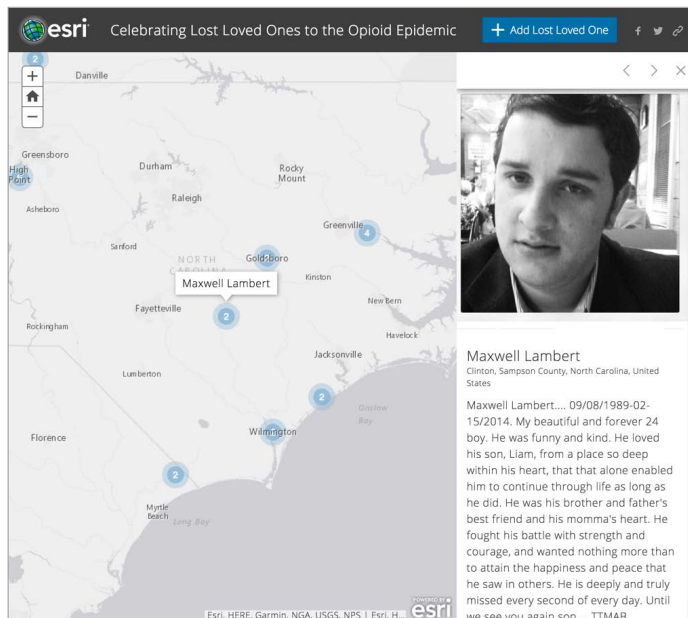 esri Celebrating Lost Loved Ones to the Opioid Epidemic + Add Lost Loved One
2
Danville
Greensboro
High
Point
Durham
Rocky
Mount
Raleigh
Asheboro
Greenville
4
Sanford
NORTH
CAROLINA
Goldsboro
Kinston
Maxwell Lambert
New Bern
Fayetteville
2
Rockingham
Havelock
Jacksonville
Lumberton
2
Onslow
Bay
Wilmington
Florence
2
Myrtle
Beach
Long Bay
POWERED BY
esri
Esri, HERE, Garmin, NGA, USGS, NPS | Esri, H...
Maxwell Lambert
Clinton, Sampson County, North Carolina, United
States
Maxwell Lambert.... 09/08/1989-02-
15/2014. My beautiful and forever 24
boy. He was funny and kind. He loved
his son, Liam, from a place so deep
within his heart, that that alone enabled
him to continue through life as long as
he did. He was his brother and father's
best friend and his momma's heart. He
fought his battle with strength and
courage, and wanted nothing more than
to attain the happiness and peace that
he saw in others. He is deeply and truly
missed every second of every day. Until
we see you again son.... TTMAB